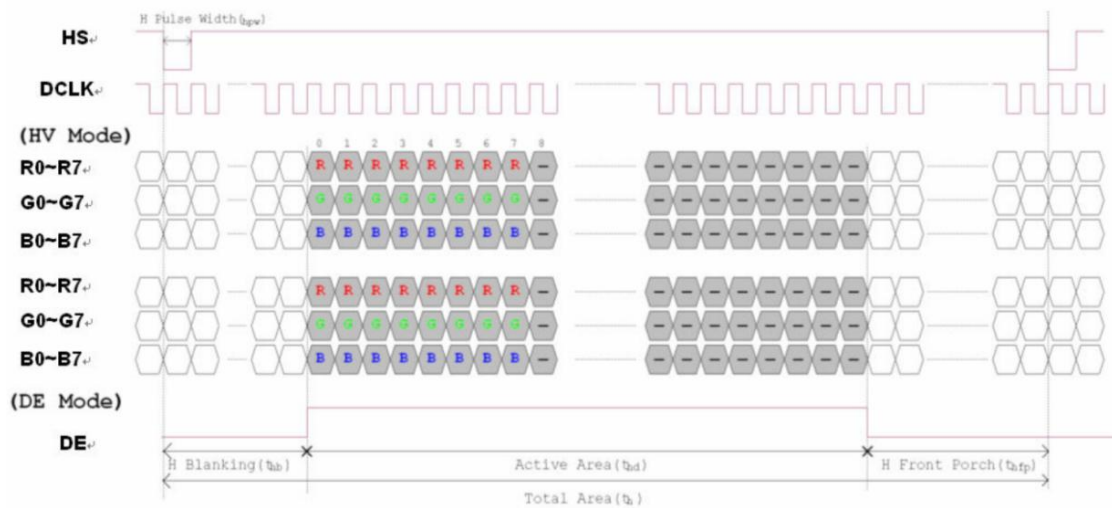 H Pulse Width(thpw)
HS
DCLK
(HV Mode)
0 1 2 3 4 5 6 7 8
R0~R7 R R R R R R R R - - - - - - - - -
G0~G7 G G G G G G G G - - - - - - - - -
B0~B7 B B B B B B B B - - - - - - - - -
R0~R7 R R R R R R R R - - - - - - - - -
G0~G7 G G G G G G G G - - - - - - - - -
B0~B7 B B B B B B B B - - - - - - - - -
(DE Mode)
DE
H Blanking(thb) Active Area(thd) H Front Porch(thfp)
Total Area(th)